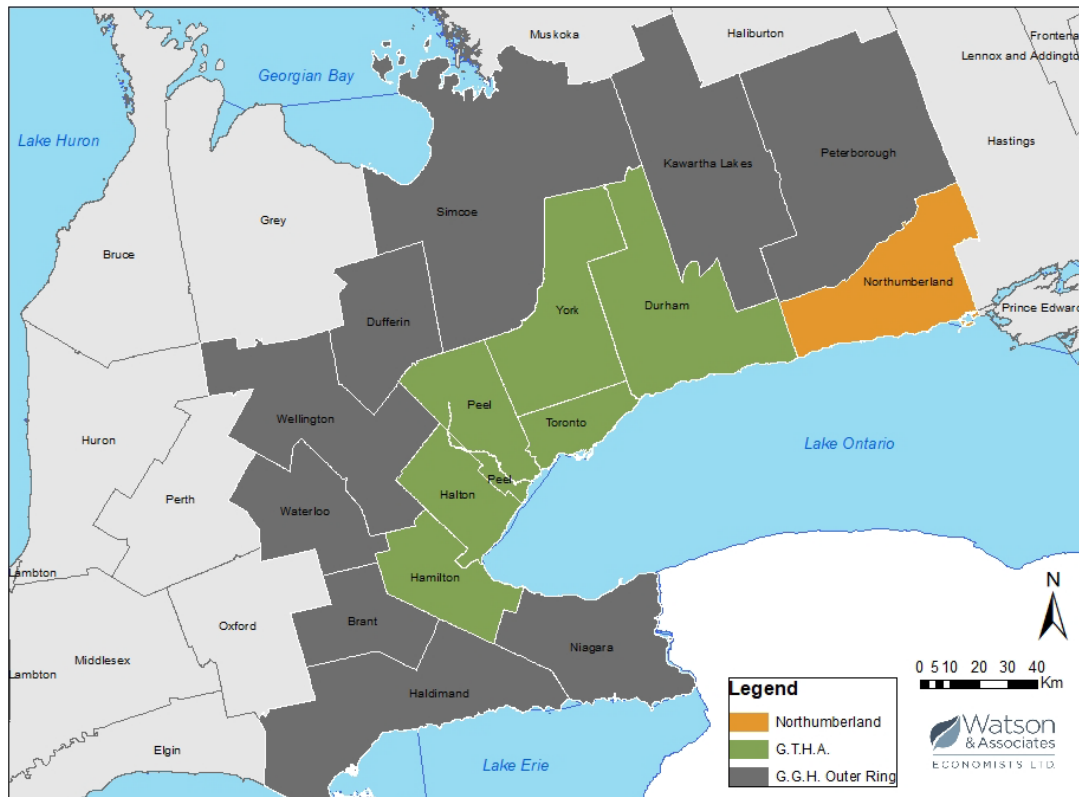 Muskoka
Haliburton
Frontena
Lennox and Addingto
Georgian Bay
Lake Huron
Hastings
Peterborough
Kawartha Lakes
Simcoe
Grey
Bruce
Northumberland
Prince Edward
Durham
York
Dufferin
Peel
Toronto
Wellington
Lake Ontario
Huron
Perth
Halton
Peel
Waterloo
Lambton
Hamilton
Oxford
Brant
Niagara
Middlesex
Lambton
Haldimand
Elgin
Lake Erie
N
0 5 10 20 30 40
Km
Legend
Northumberland
G.T.H.A.
G.G.H. Outer Ring
Watson
& Associates
ECONOMISTS LTD.